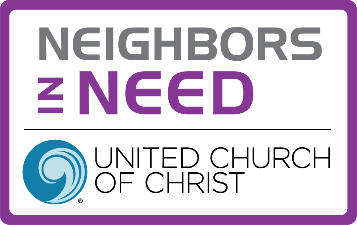 NEIGHBORS
IN NEED
UNITED CHURCH
OF CHRIST
®